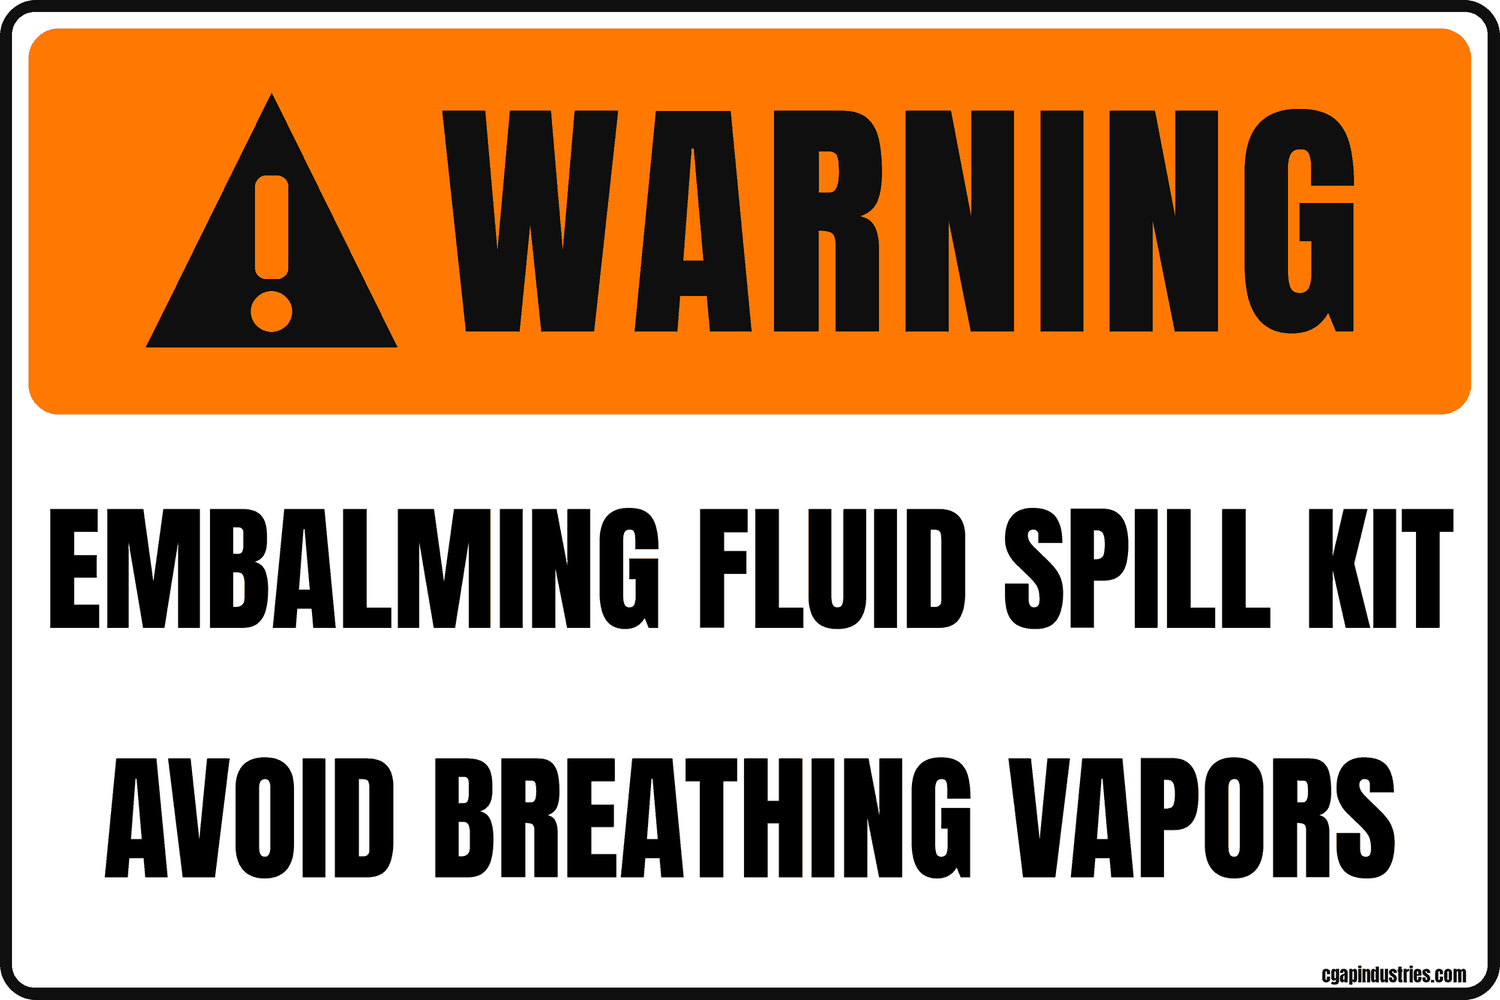 WARNING
EMBALMING FLUID SPILL KIT
AVOID BREATHING VAPORS
cgapindustries.com